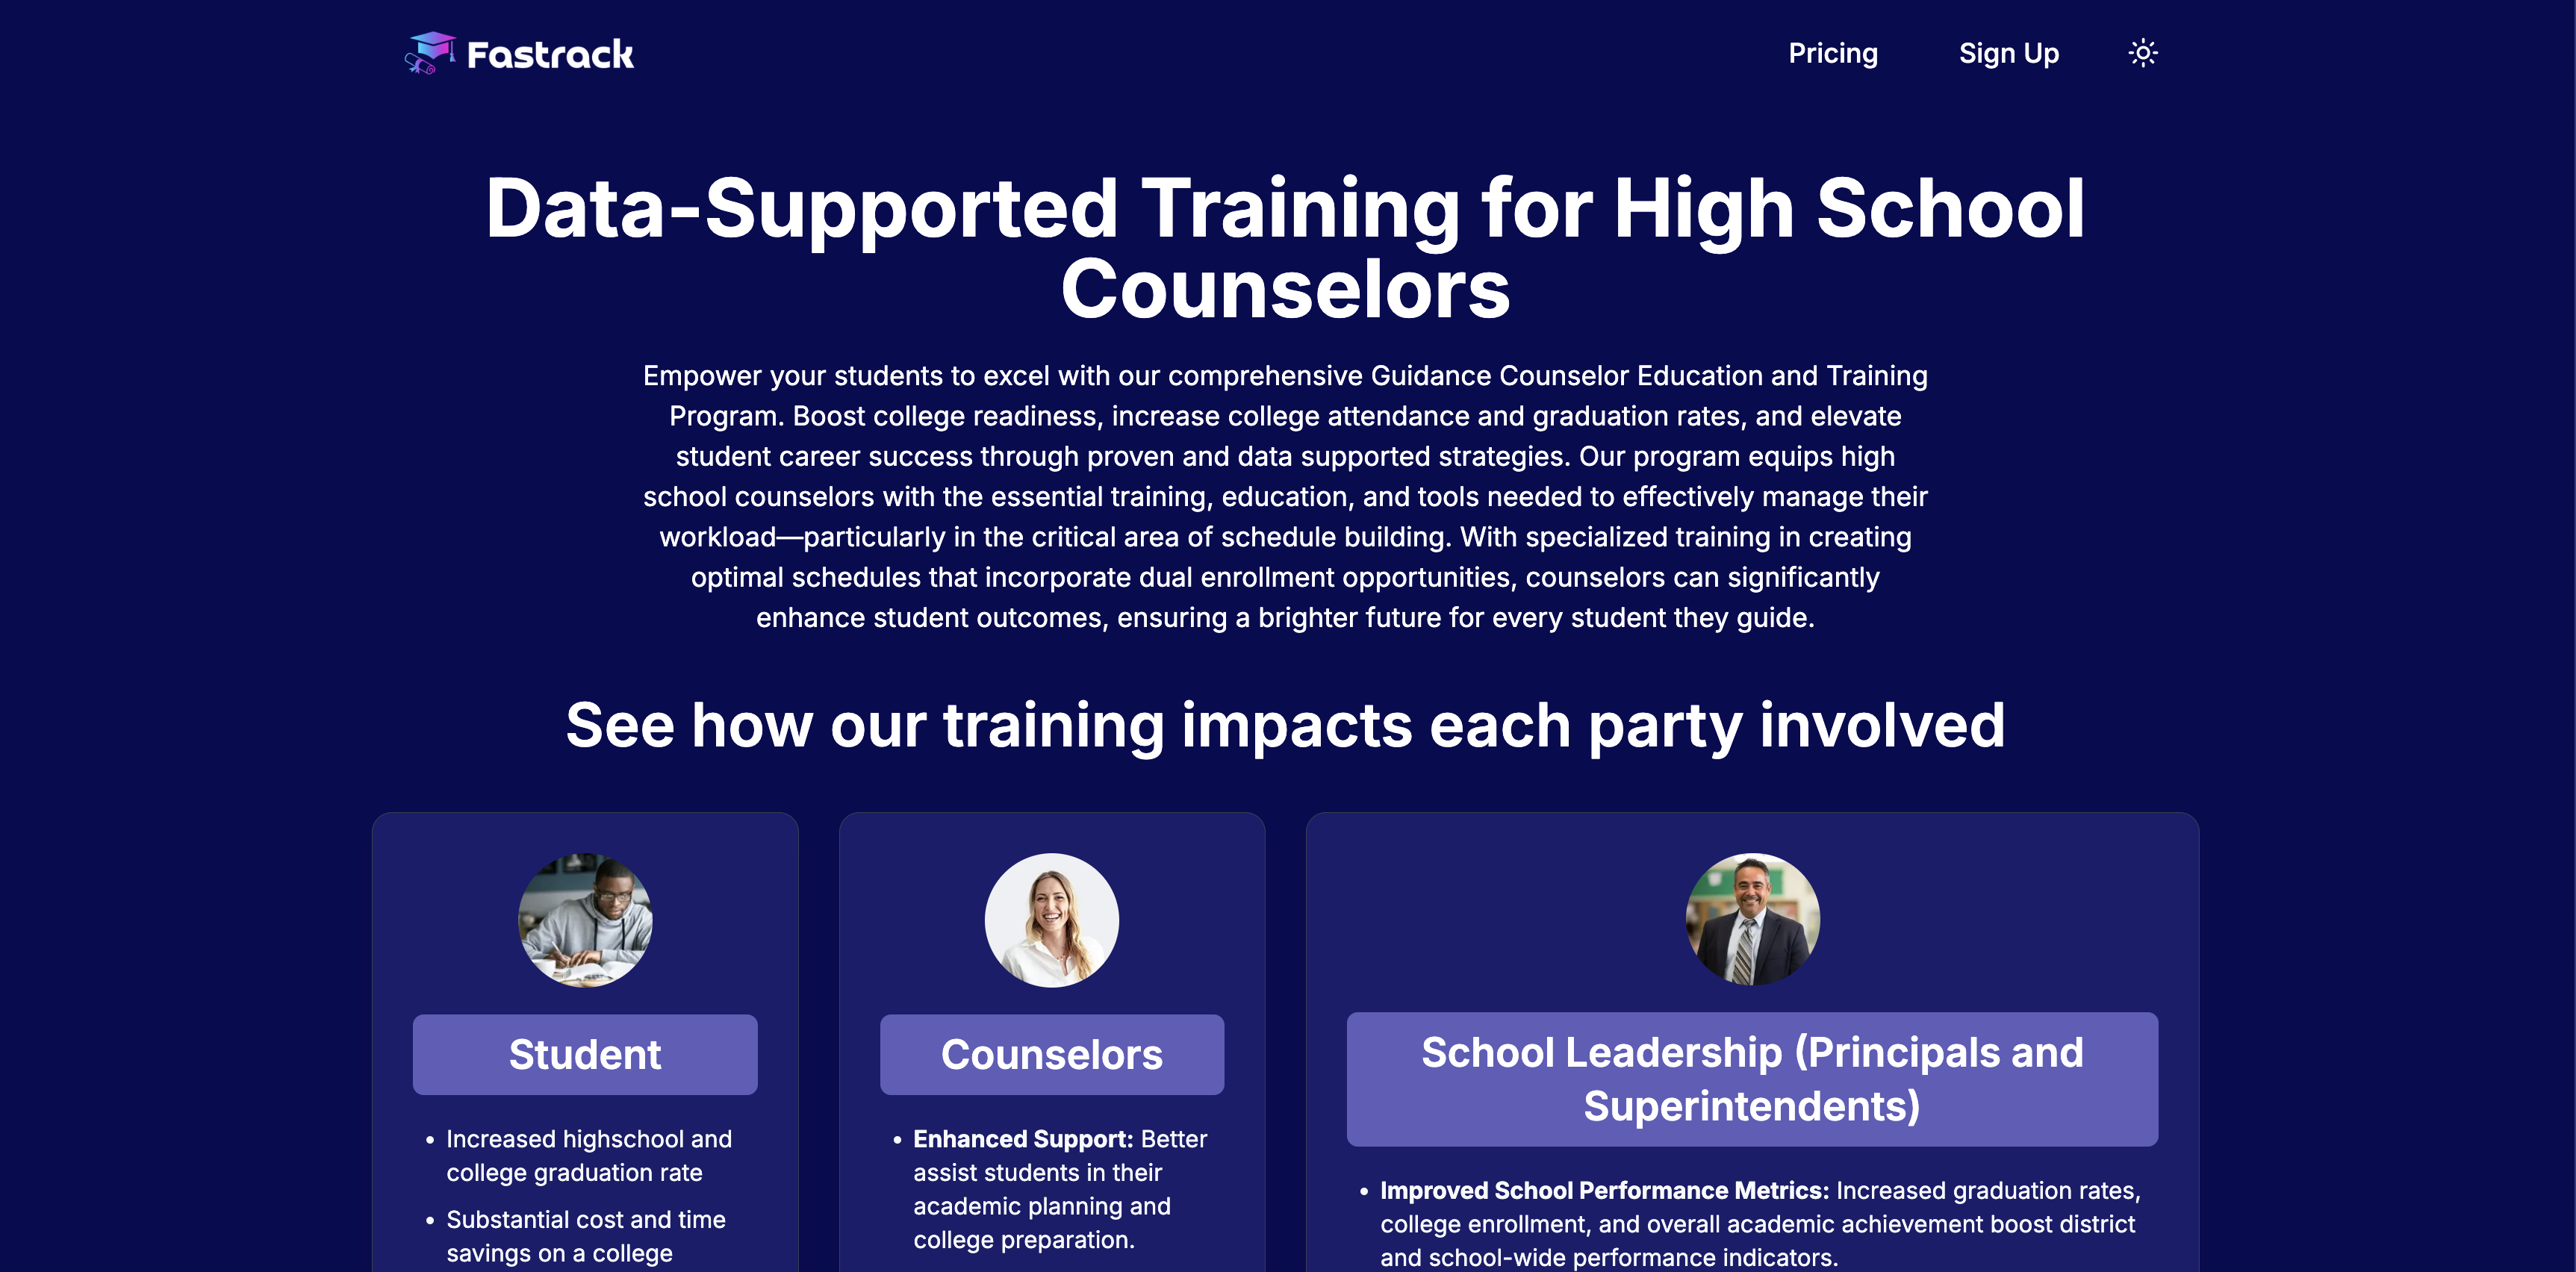 Fastrack
Pricing
Sign Up
Data-Supported Training for High School
Counselors
Empower your students to excel with our comprehensive Guidance Counselor Education and Training
Program. Boost college readiness, increase college attendance and graduation rates, and elevate
student career success through proven and data supported strategies. Our program equips high
school counselors with the essential training, education, and tools needed to effectively manage their
workload—particularly in the critical area of schedule building. With specialized training in creating
optimal schedules that incorporate dual enrollment opportunities, counselors can significantly
enhance student outcomes, ensuring a brighter future for every student they guide.
See how our training impacts each party involved
Student
• Increased highschool and
college graduation rate
• Substantial cost and time
savings on a college
Counselors
• Enhanced Support: Better
assist students in their
academic planning and
college preparation.
School Leadership (Principals and
Superintendents)
• Improved School Performance Metrics: Increased graduation rates,
college enrollment, and overall academic achievement boost district
and school-wide performance indicators.